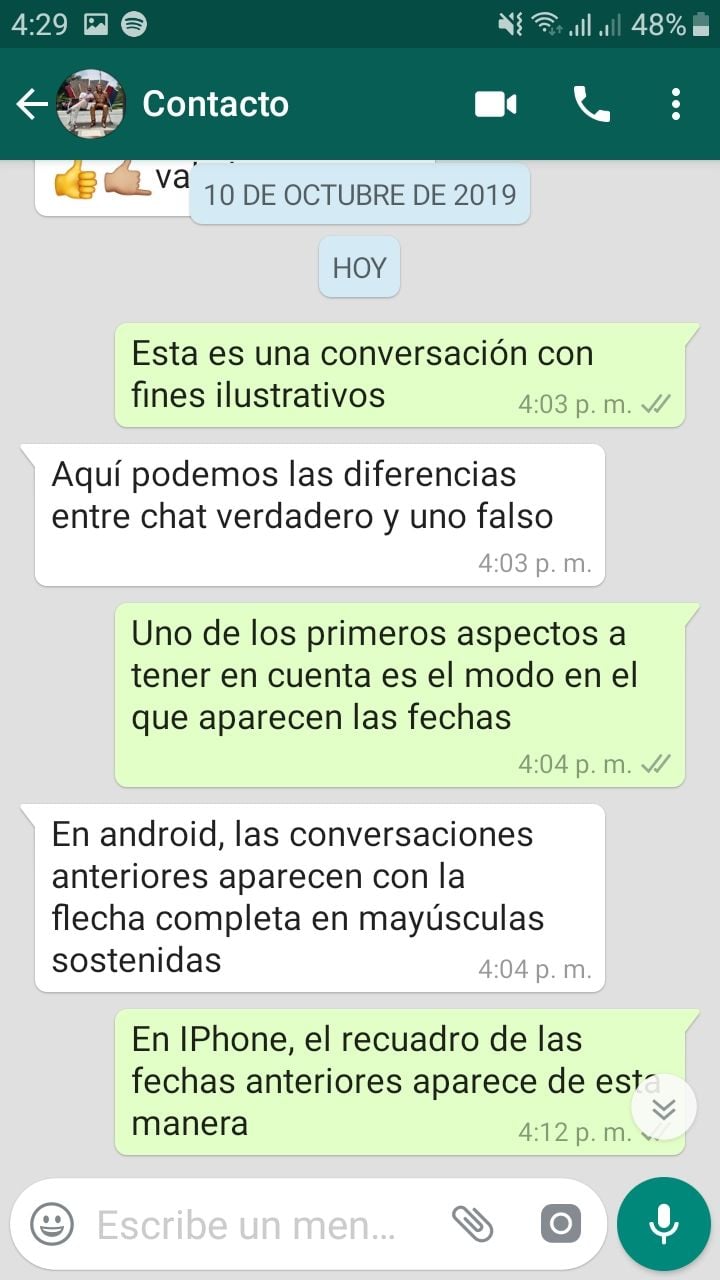 4:29 48%
Contacto
10 DE OCTUBRE DE 2019
HOY
Esta es una conversación con
fines ilustrativos 4:03 p. m.
Aquí podemos las diferencias
entre chat verdadero y uno falso
4:03 p. m.
Uno de los primeros aspectos a
tener en cuenta es el modo en el
que aparecen las fechas
4:04 p. m.
En android, las conversaciones
anteriores aparecen con la
flecha completa en mayúsculas
sostenidas 4:04 p. m.
En IPhone, el recuadro de las
fechas anteriores aparece de esta
manera 4:12 p. m.
Escribe un men...